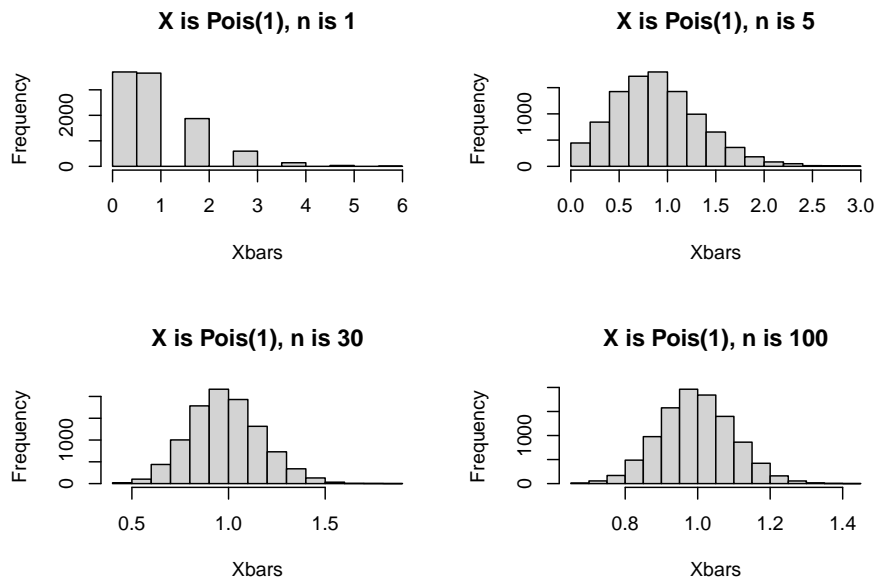 X is Pois(1), n is 1
Frequency
0 2000
0 1 2 3 4 5 6
Xbars
X is Pois(1), n is 5
Frequency
0 1000
0.0 0.5 1.0 1.5 2.0 2.5 3.0
Xbars
X is Pois(1), n is 30
Frequency
0 1000
0.5 1.0 1.5
Xbars
X is Pois(1), n is 100
Frequency
0 1000
0.8 1.0 1.2 1.4
Xbars